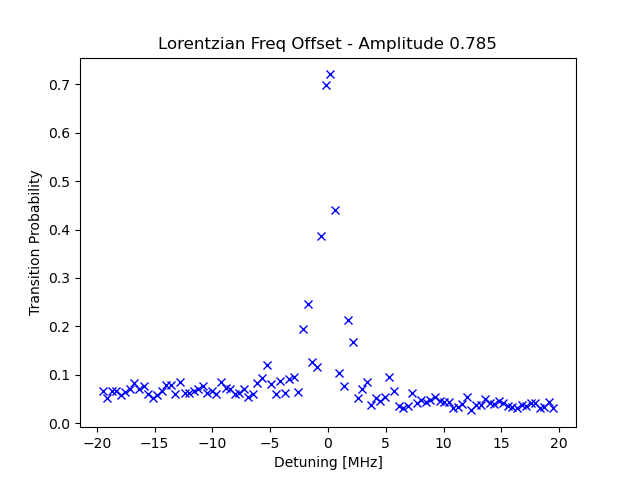 Lorentzian Freq Offset - Amplitude 0.785
Transition Probability
0.7
0.6
0.5
0.4
0.3
0.2
0.1
0.0
−20 −15 −10 −5 0 5 10 15 20
Detuning [MHz]